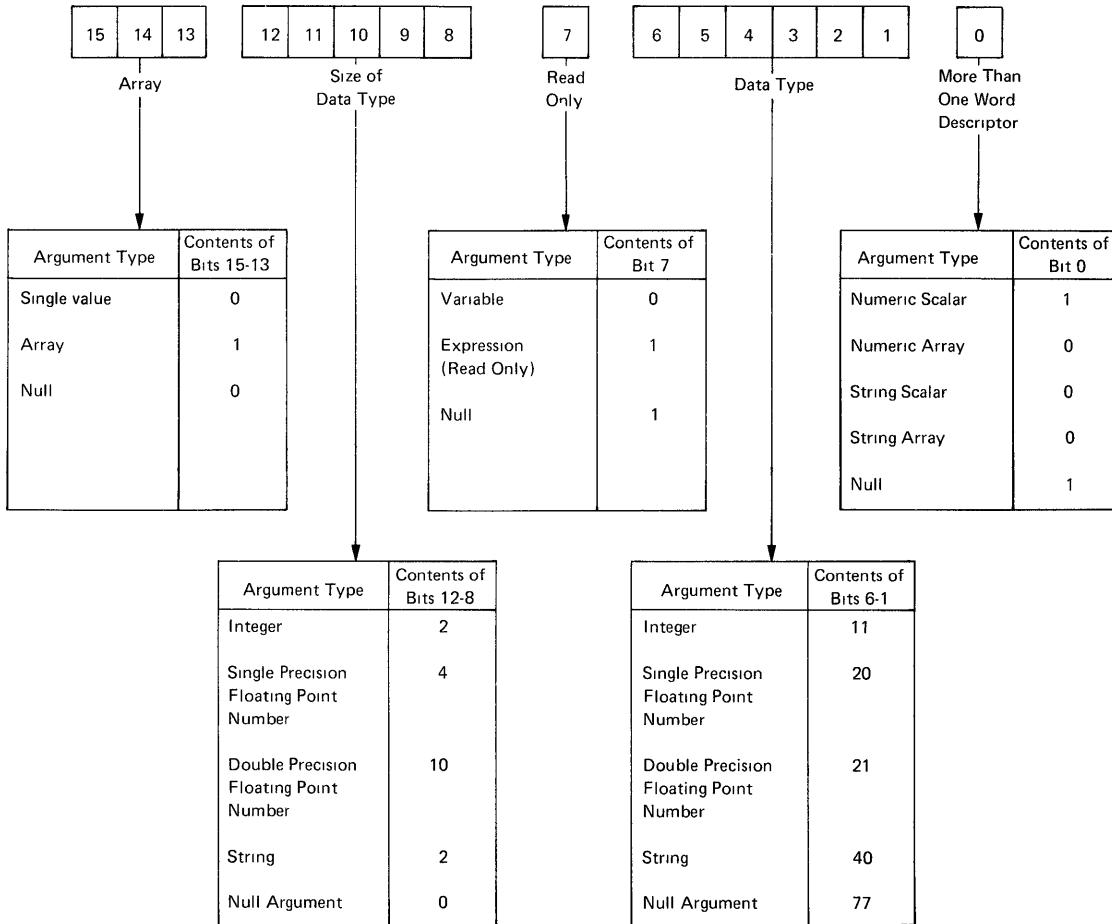 15 14 13 12 11 10 9 8 7 6 5 4 3 2 1 0
Array
Size of
Data Type
Read
Only
Data Type
More Than
One Word
Descriptor
Argument Type
Contents of
Bits 15-13
Single value 0
Array 1
Null 0
Argument Type
Contents of
Bit 7
Variable 0
Expression 1
(Read Only)
Null 1
Argument Type
Contents of
Bit 0
Numeric Scalar 1
Numeric Array 0
String Scalar 0
String Array 0
Null 1
Argument Type
Contents of
Bits 12-8
Integer 2
Single Precision 4
Floating Point
Number
Double Precision 10
Floating Point
Number
String 2
Null Argument 0
Argument Type
Contents of
Bits 6-1
Integer 11
Single Precision 20
Floating Point
Number
Double Precision 21
Floating Point
Number
String 40
Null Argument 77